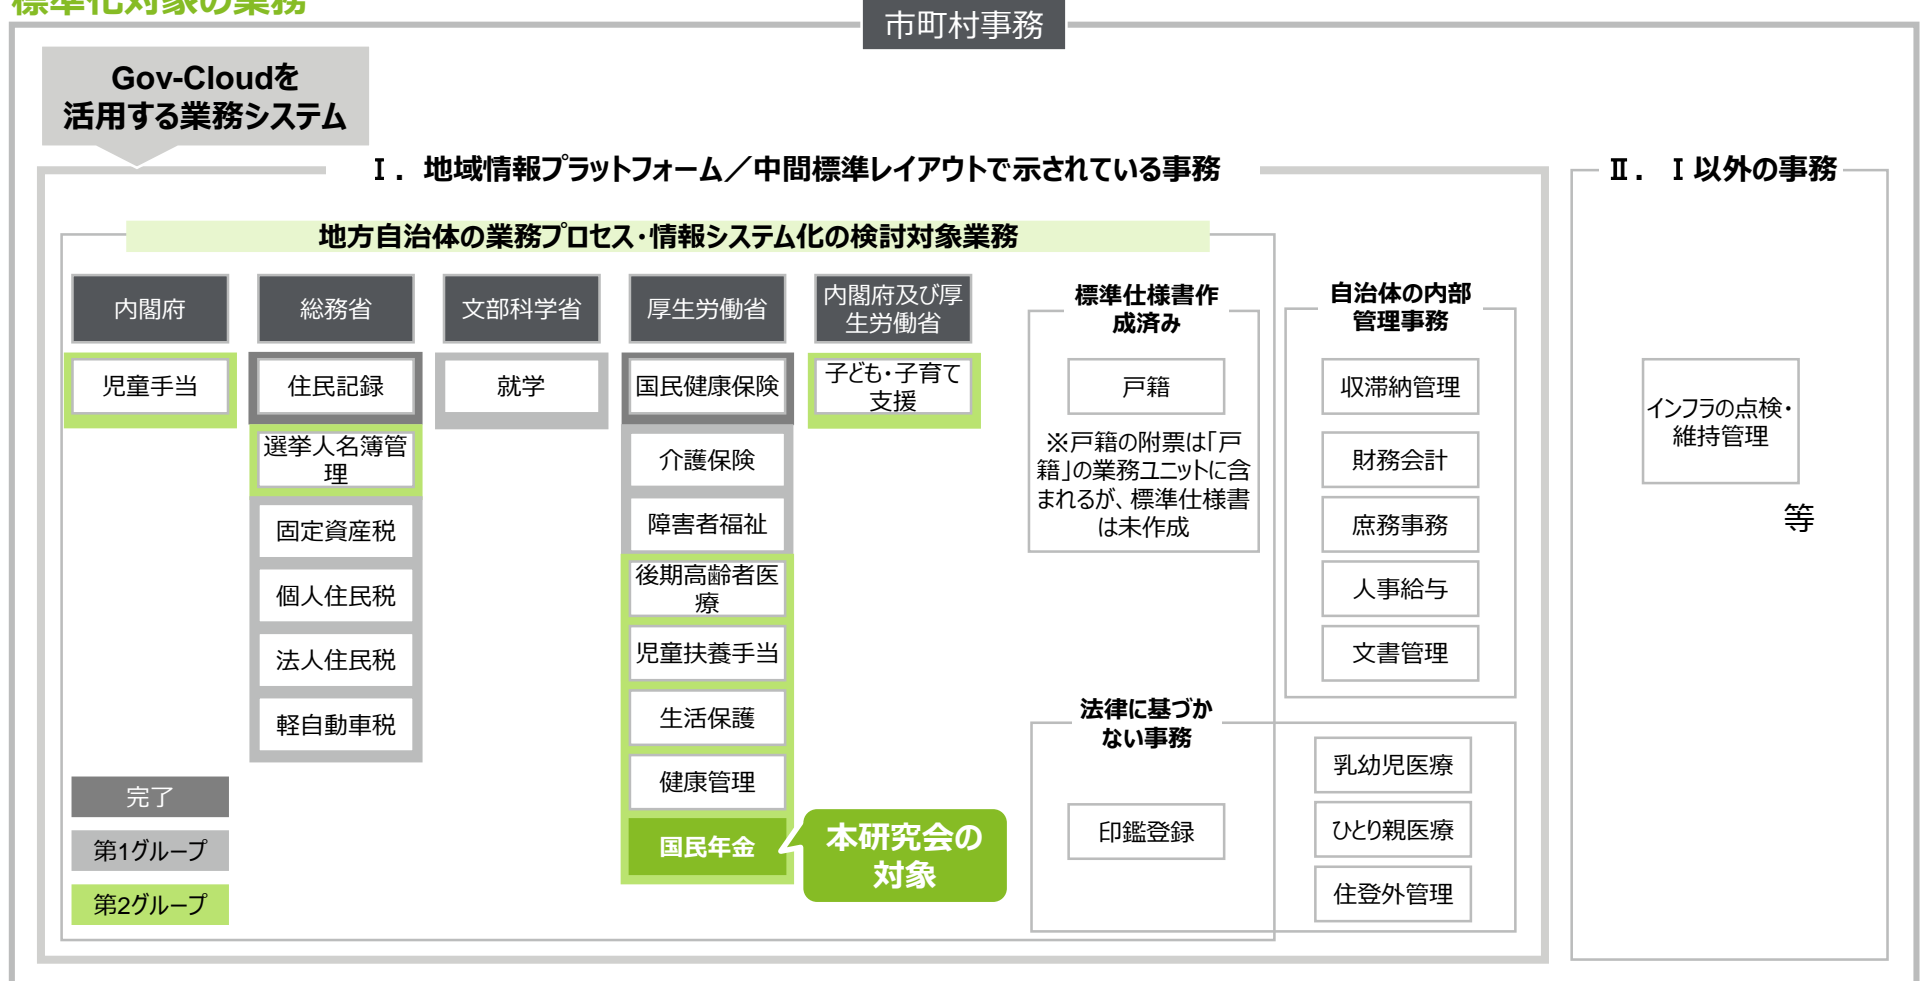 標準化対象の業務
市町村事務
Gov-Cloudを
活用する業務システム
Ⅰ．地域情報プラットフォーム／中間標準レイアウトで示されている事務
Ⅱ．Ⅰ以外の事務
地方自治体の業務プロセス・情報システム化の検討対象業務
内閣府
児童手当
総務省
住民記録
選挙人名簿管
理
固定資産税
個人住民税
法人住民税
軽自動車税
文部科学省
就学
厚生労働省
国民健康保険
介護保険
障害者福祉
後期高齢者医
療
児童扶養手当
生活保護
健康管理
国民年金
本研究会の
対象
内閣府及び厚
生労働省
子ども・子育て
支援
標準仕様書作
成済み
戸籍
※戸籍の附票は「戸
籍」の業務ユニットに含
まれるが、標準仕様書
は未作成
自治体の内部
管理事務
収滞納管理
財務会計
庶務事務
人事給与
文書管理
法律に基づか
ない事務
印鑑登録
乳幼児医療
ひとり親医療
住登外管理
インフラの点検・
維持管理
等
完了
第1グループ
第2グループ